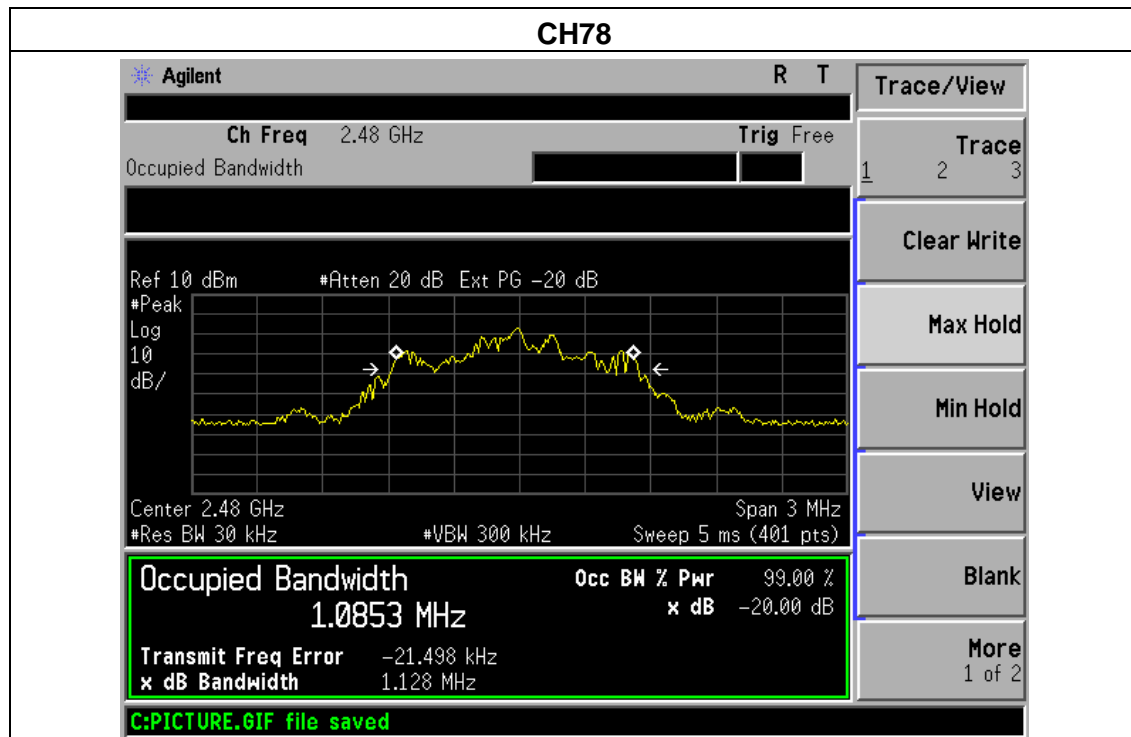 CH78
Agilent R T
Trace/View
Ch Freq 2.48 GHz Trig Free
Occupied Bandwidth
Trace
1 2 3
Clear Write
Ref 10 dBm #Atten 20 dB Ext PG -20 dB
#Peak
Log
10
dB/
Max Hold
Min Hold
View
Center 2.48 GHz Span 3 MHz
#Res BW 30 kHz #VBW 300 kHz Sweep 5 ms (401 pts)
Occupied Bandwidth Occ BW % Pwr 99.00 %
1.0853 MHz x dB -20.00 dB
Blank
Transmit Freq Error -21.498 kHz
x dB Bandwidth 1.128 MHz
More
1 of 2
C:PICTURE.GIF file saved